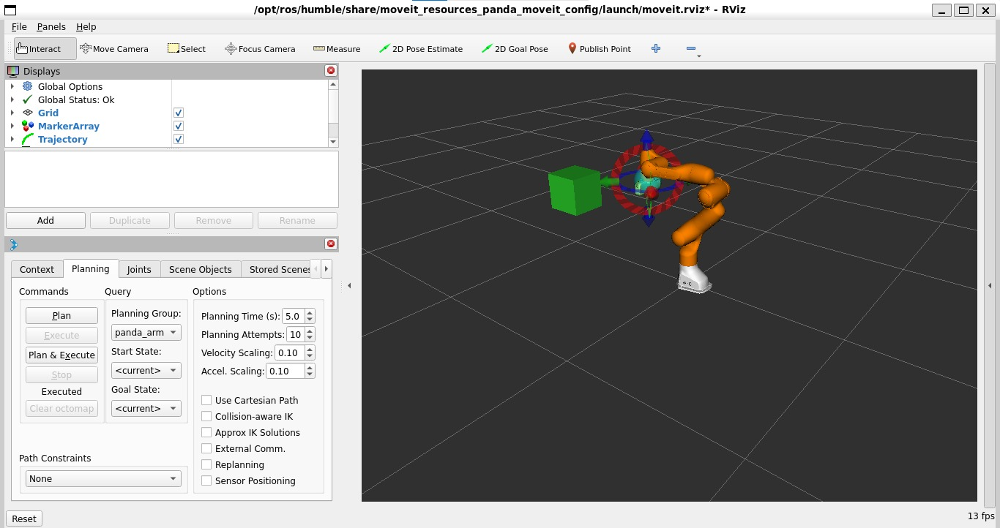 /opt/ros/humble/share/moveit_resources_panda_moveit_config/launch/moveit.rviz* - RViz
File Panels Help
Interact Move Camera Select Focus Camera Measure 2D Pose Estimate 2D Goal Pose Publish Point
Displays
Global Options
Global Status: Ok
Grid
MarkerArray
Trajectory
Add Duplicate Remove Rename
Context Planning Joints Scene Objects Stored Scenes
Commands Query Options
Plan
Execute
Plan & Execute
Stop
Executed
Clear octomap
Planning Group:
panda_arm
Start State:
<current>
Goal State:
<current>
Planning Time (s): 5.0
Planning Attempts: 10
Velocity Scaling: 0.10
Accel. Scaling: 0.10
Use Cartesian Path
Collision-aware IK
Approx IK Solutions
External Comm.
Replanning
Sensor Positioning
Path Constraints
None
Reset
13 fps